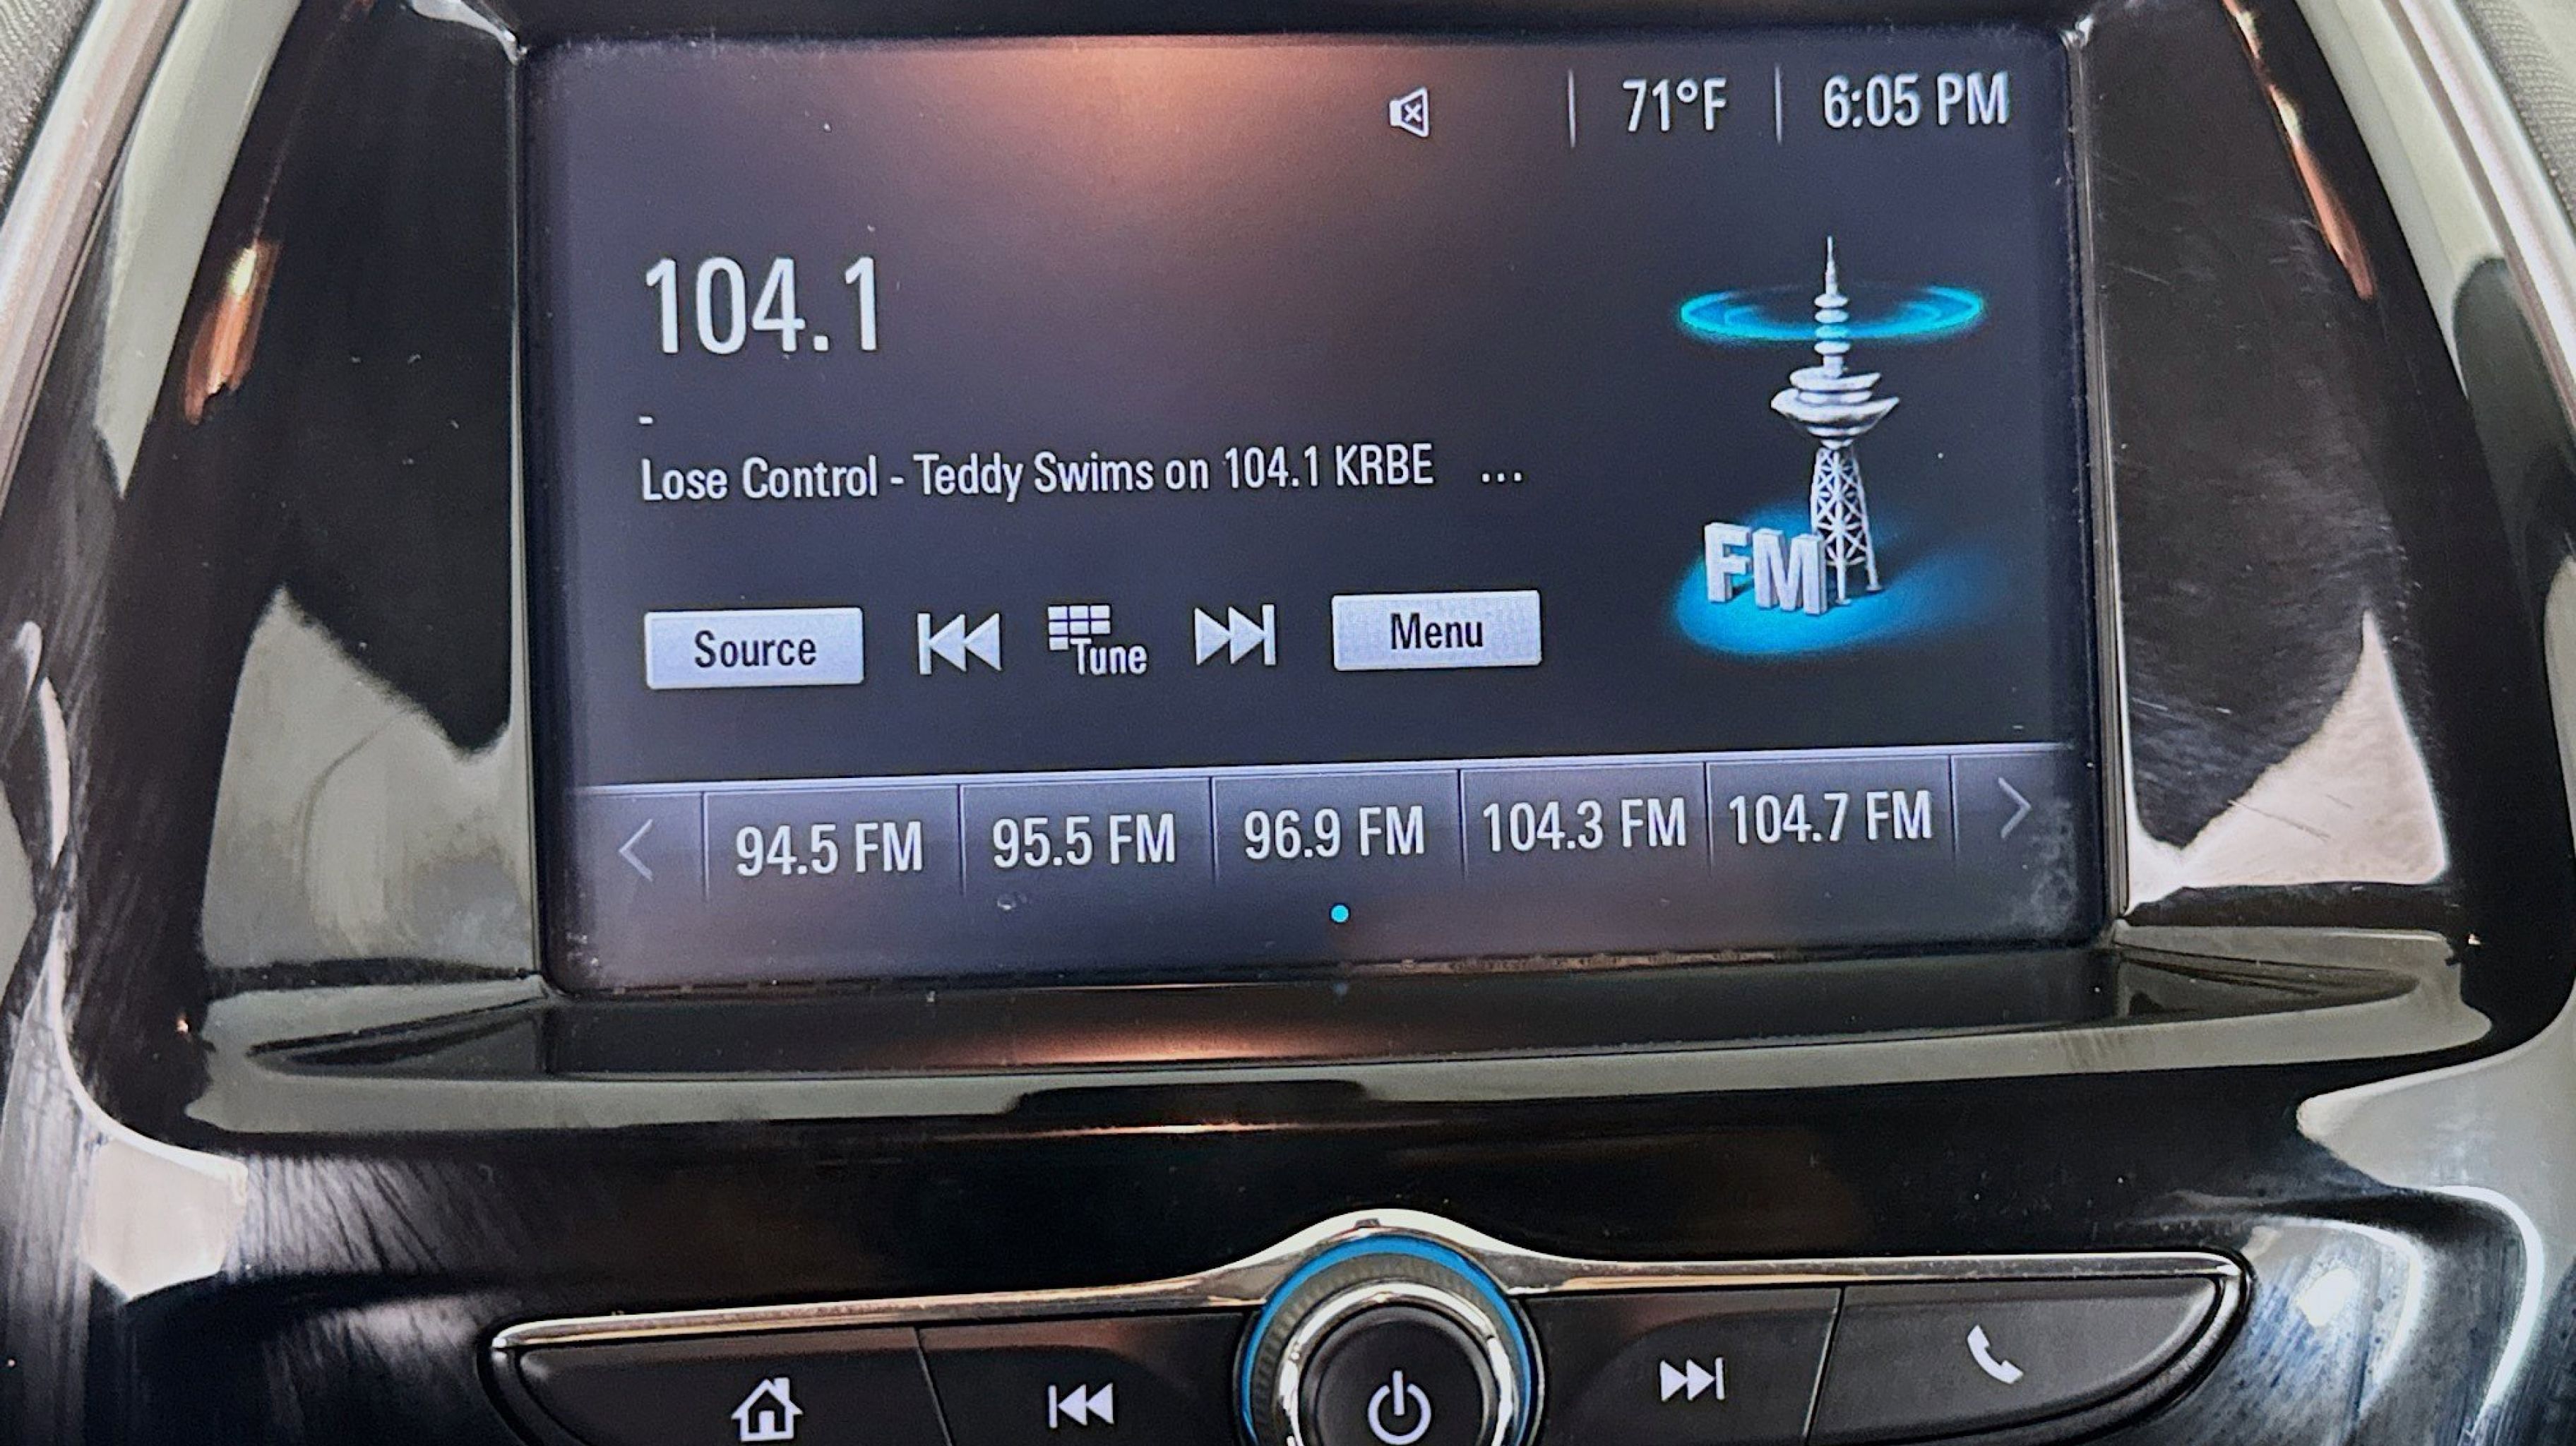 71°F 6:05 PM
104.1
-
Lose Control - Teddy Swims on 104.1 KRBE ...
FM
Source Tune Menu
94.5 FM 95.5 FM 96.9 FM 104.3 FM 104.7 FM